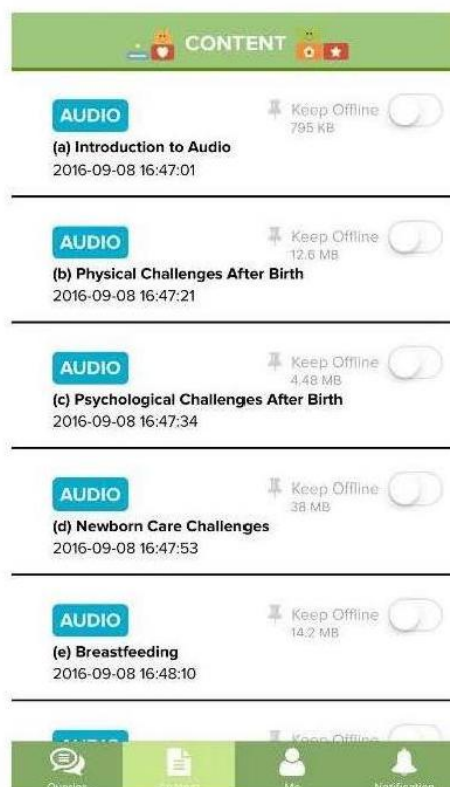 CONTENT
AUDIO
Keep Offline
795 KB
(a) Introduction to Audio
2016-09-08 16:47:01
AUDIO
Keep Offline
12.6 MB
(b) Physical Challenges After Birth
2016-09-08 16:47:21
AUDIO
Keep Offline
4.48 MB
(c) Psychological Challenges After Birth
2016-09-08 16:47:34
AUDIO
Keep Offline
38 MB
(d) Newborn Care Challenges
2016-09-08 16:47:53
AUDIO
Keep Offline
14.2 MB
(e) Breastfeeding
2016-09-08 16:48:10
AUDIO
Keep Offline
Me
Notification